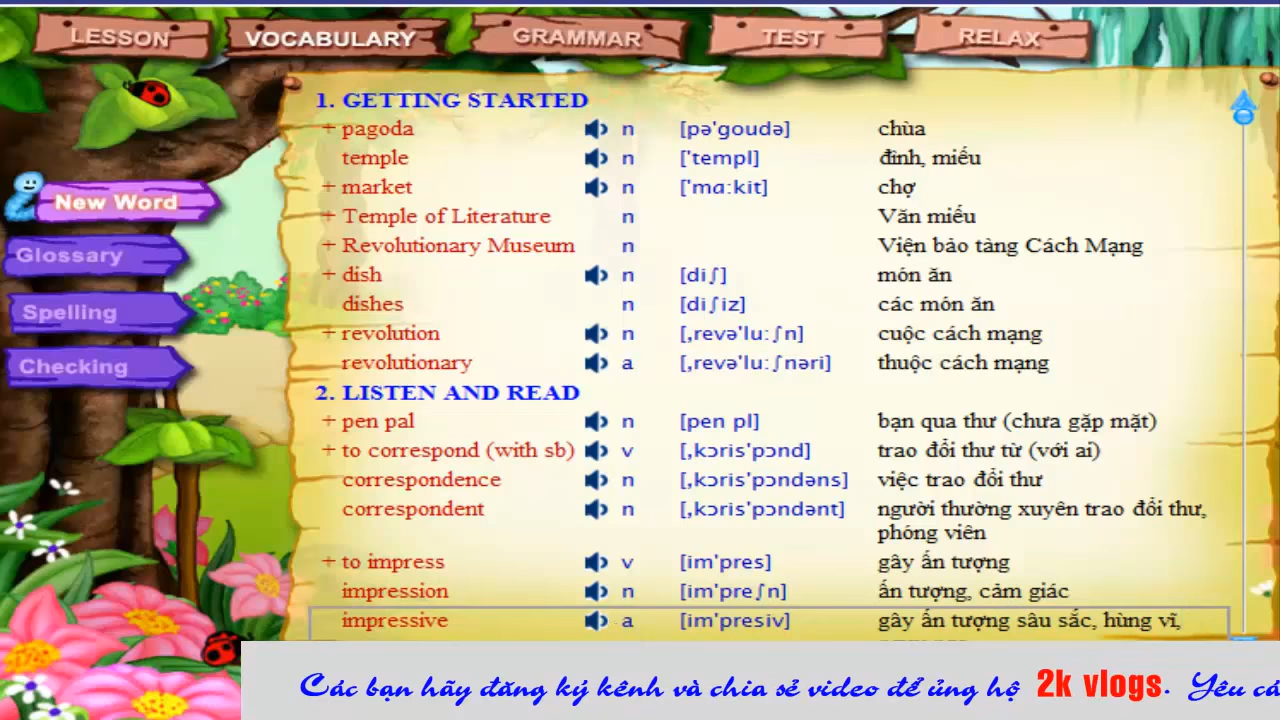 LESSON VOCABULARY GRAMMAR TEST RELAX
1. GETTING STARTED
+ pagoda n [pə'goudə] chùa
temple n ['templ] đình, miếu
+ market n ['mɑ:kit] chợ
+ Temple of Literature n Văn miếu
+ Revolutionary Museum n Viện bảo tàng Cách Mạng
+ dish n [di∫] món ăn
dishes n [di∫iz] các món ăn
+ revolution n [,revə'lu:∫n] cuộc cách mạng
revolutionary a [,revə'lu:∫nəri] thuộc cách mạng
2. LISTEN AND READ
+ pen pal n [pen pl] bạn qua thư (chưa gặp mặt)
+ to correspond (with sb) v [,kɔris'pɔnd] trao đổi thư từ (với ai)
correspondence n [,kɔris'pɔndəns] việc trao đổi thư
correspondent n [,kɔris'pɔndənt] người thường xuyên trao đổi thư,
phóng viên
+ to impress v [im'pres] gây ấn tượng
impression n [im'pre∫n] ấn tượng, cảm giác
impressive a [im'presiv] gây ấn tượng sâu sắc, hùng vĩ,
New Word
Glossary
Spelling
Checking
Các bạn hãy đăng ký kênh và chia sẻ video để ủng hộ 2k vlogs. Yêu cá